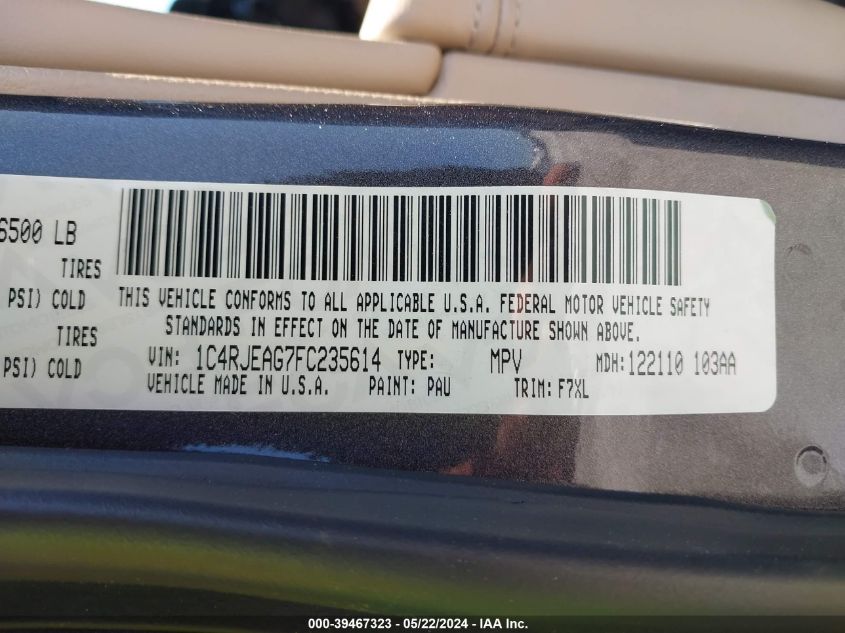 6500 LB
TIRES
PSI) COLD
TIRES
PSI) COLD
THIS VEHICLE CONFORMS TO ALL APPLICABLE U.S.A. FEDERAL MOTOR VEHICLE SAFETY
STANDARDS IN EFFECT ON THE DATE OF MANUFACTURE SHOWN ABOVE.
VIN: 1C4RJEAG7FC235614 TYPE: MPV MDH:122110 103AA
VEHICLE MADE IN U.S.A. PAINT: PAU TRIM: F7XL
000-39467323 - 05/22/2024 - IAA Inc.